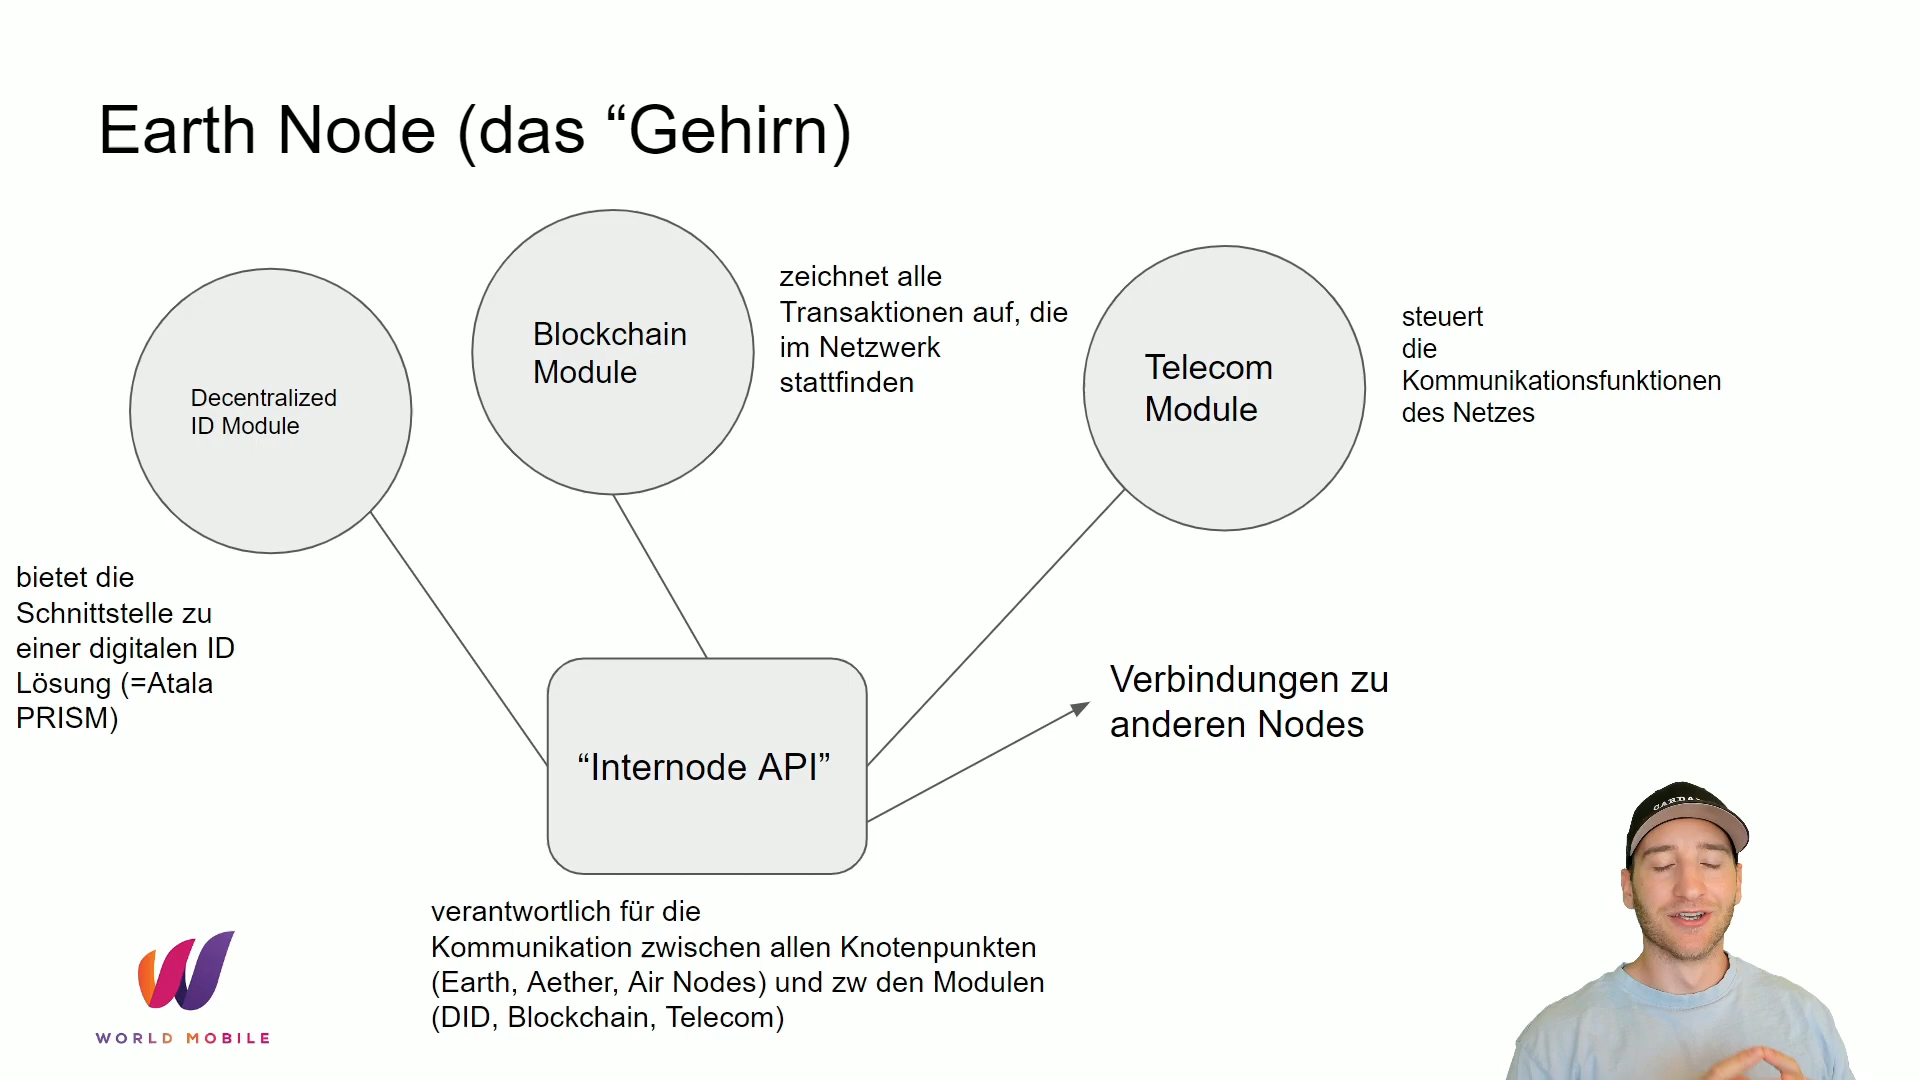 Earth Node (das “Gehirn)
Decentralized
ID Module
Blockchain
Module
zeichnet alle
Transaktionen auf, die
im Netzwerk
stattfinden
Telecom
Module
steuert
die
Kommunikationsfunktionen
des Netzes
bietet die
Schnittstelle zu
einer digitalen ID
Lösung (=Atala
PRISM)
“Internode API”
Verbindungen zu
anderen Nodes
verantwortlich für die
Kommunikation zwischen allen Knotenpunkten
(Earth, Aether, Air Nodes) und zw den Modulen
(DID, Blockchain, Telecom)
WORLD MOBILE